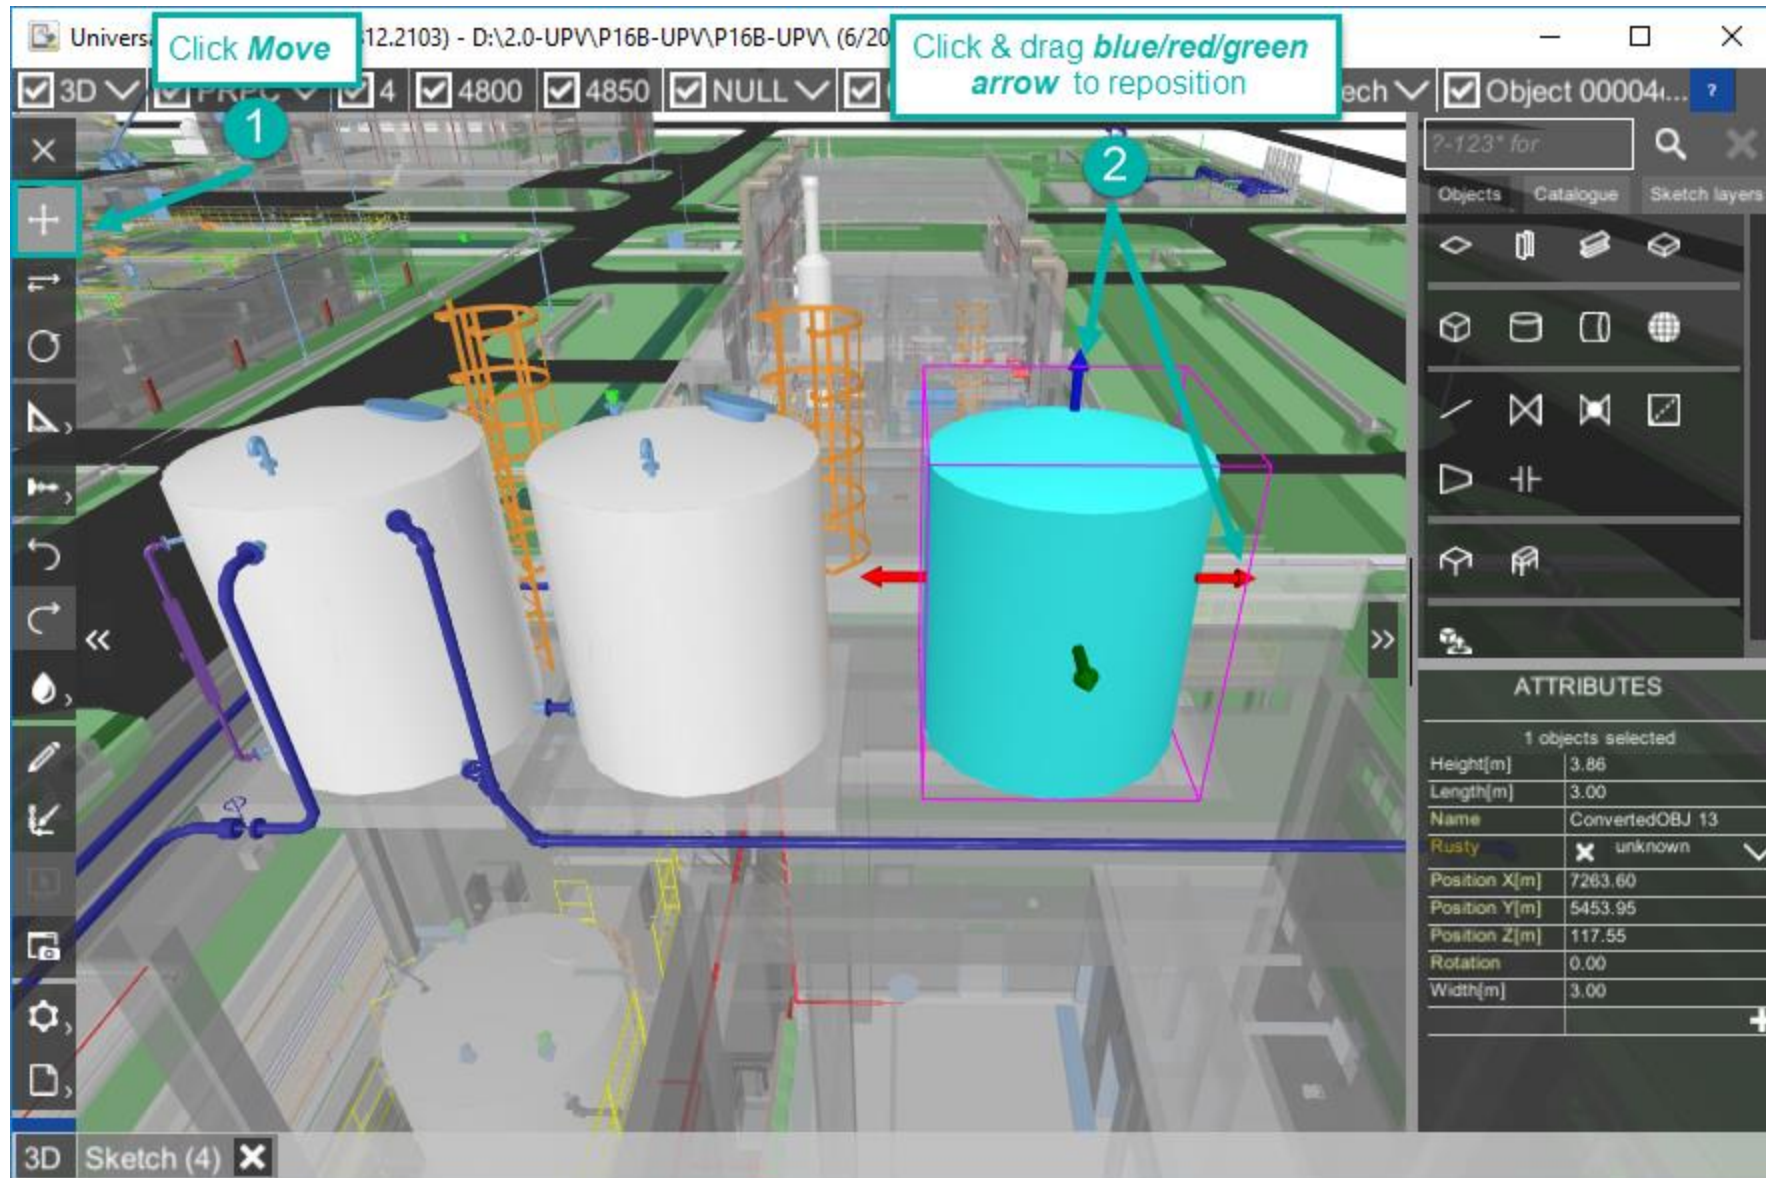 Universa
Click Move
312.2103) - D:\2.0-UPV\P16B-UPV\P16B-UPV\ (6/20
Click & drag blue/red/green
arrow to reposition
3D
PRPC
4
4800
4850
NULL
ech
Object 00004...
?
1
2
?-123* for
Objects
Catalogue
Sketch layers
ATTRIBUTES
1 objects selected
Height[m] 3.86
Length[m] 3.00
Name ConvertedOBJ 13
Rusty unknown
Position X[m] 7263.60
Position Y[m] 5453.95
Position Z[m] 117.55
Rotation 0.00
Width[m] 3.00
3D
Sketch (4)